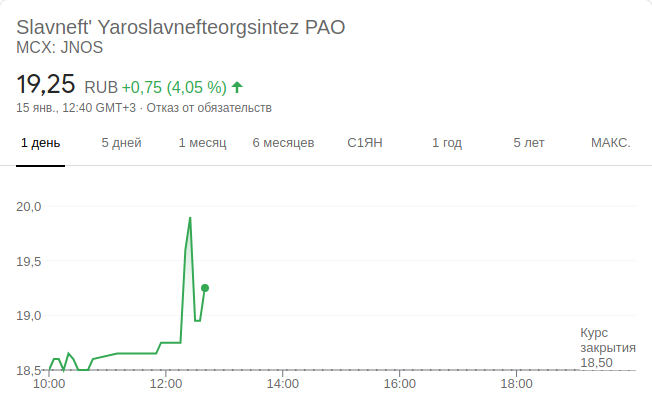 Slavneft' Yaroslavnefteorgsintez PAO
MCX: JNOS
19,25 RUB +0,75 (4,05 %)
15 янв., 12:40 GMT+3 · Отказ от обязательств
1 день 5 дней 1 месяц 6 месяцев С1ЯН 1 год 5 лет МАКС.
20,0
19,5
19,0
Курс
закрытия
18,50
18,5
10:00 12:00 14:00 16:00 18:00